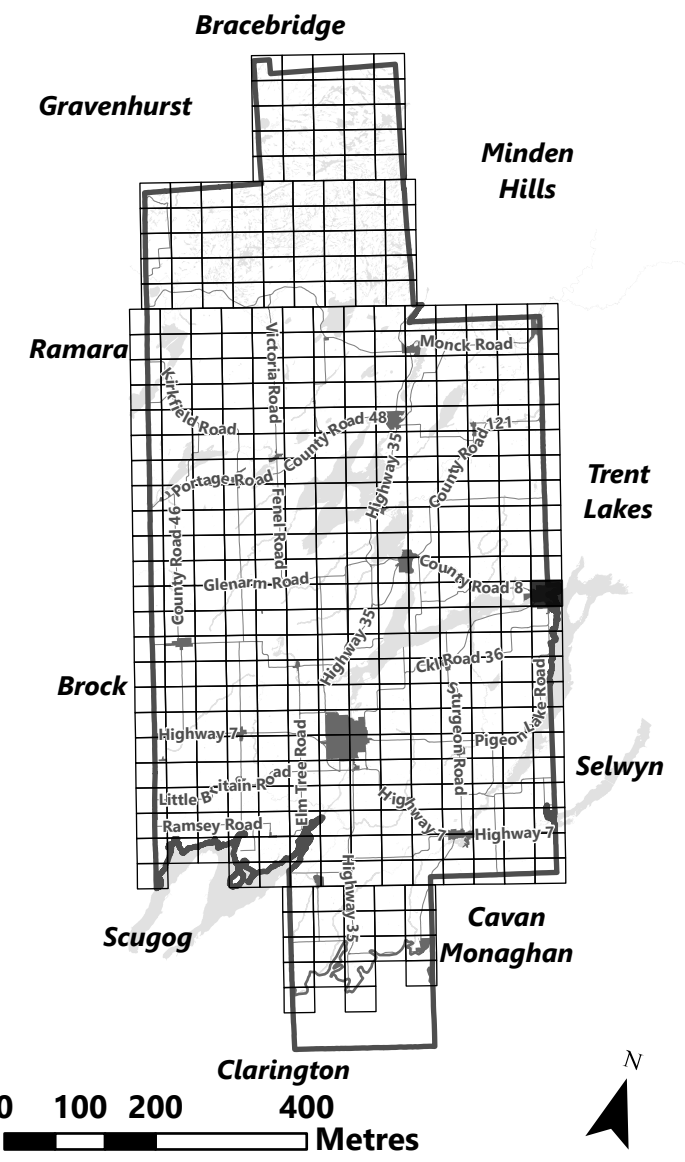 Bracebridge
Gravenhurst
Minden
Hills
Ramara
Victoria Road
Monck Road
Kirkfield Road
County Road 48
Highway 35
County Road 121
Portage Road
Trent
Lakes
County Road 46
Fenel Road
Glenarm Road
County Road 8
Highway 35
Ckl Road 36
Brock
Sturgeon Road
Pigeon Lake Road
Highway 7
Elm Tree Road
Selwyn
Little Britain Road
Highway 7
Ramsey Road
Highway 7
Highway 35
Scugog
Cavan
Monaghan
Clarington
N
0 100 200 400
Metres